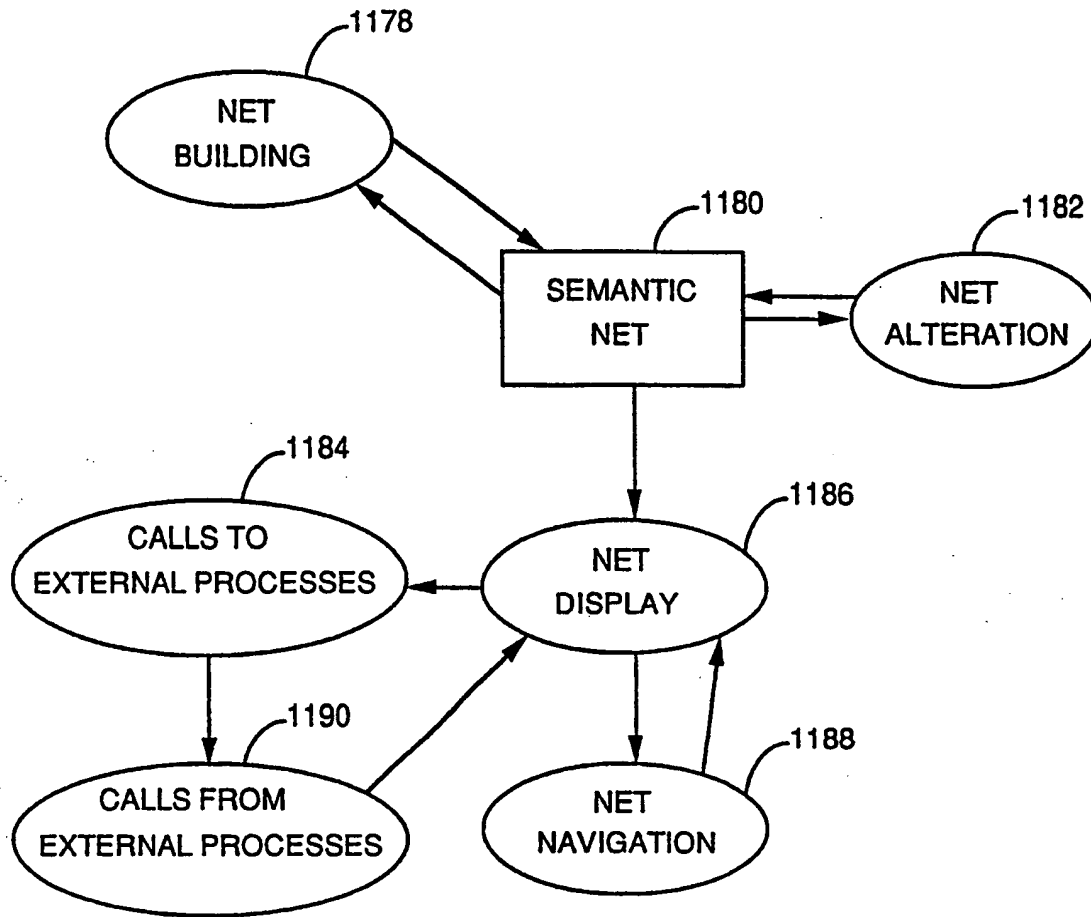 1178
NET
BUILDING
1180
SEMANTIC
NET
1182
NET
ALTERATION
1184
CALLS TO
EXTERNAL PROCESSES
1186
NET
DISPLAY
1190
CALLS FROM
EXTERNAL PROCESSES
1188
NET
NAVIGATION